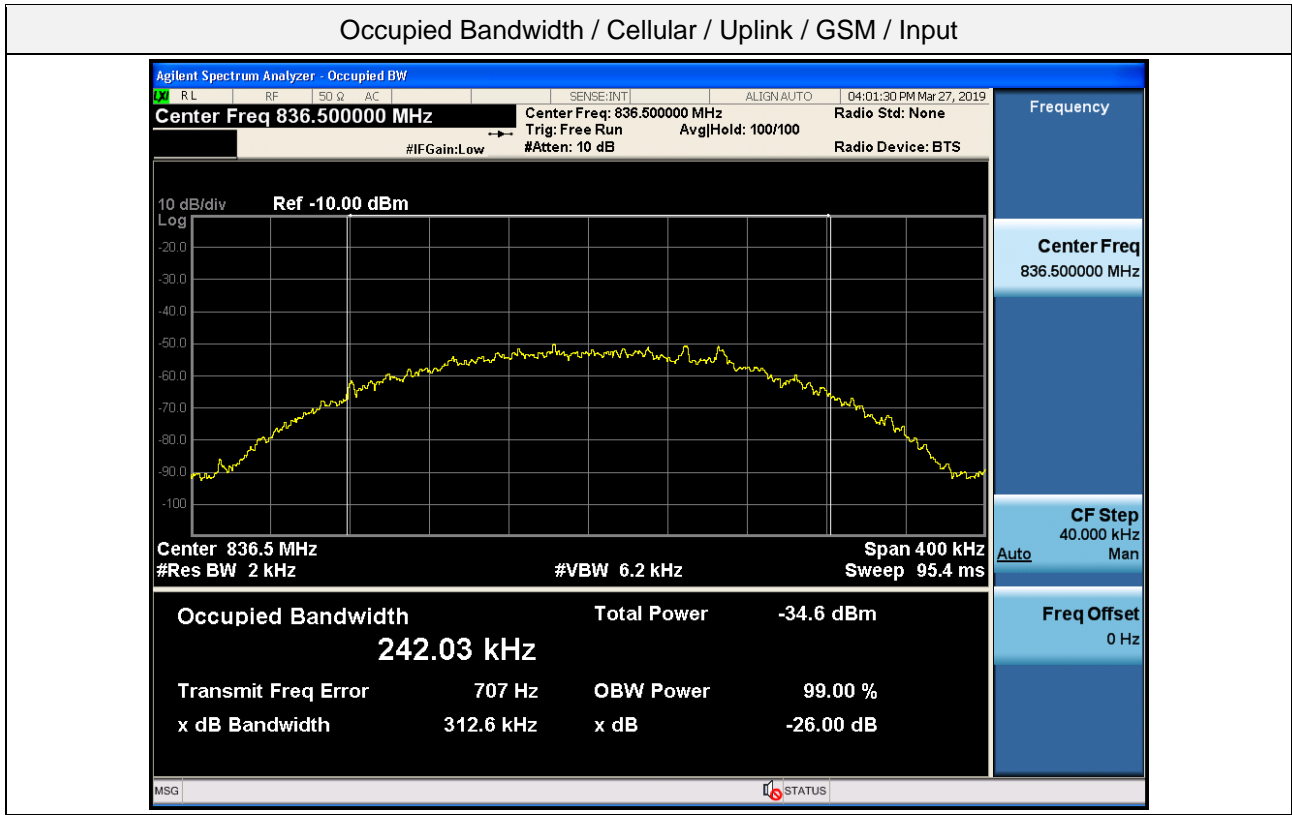 Occupied Bandwidth / Cellular / Uplink / GSM / Input
Agilent Spectrum Analyzer - Occupied BW
LXI RL RF 50 Ω AC SENSE:INT ALIGN AUTO 04:01:30 PM Mar 27, 2019
Center Freq 836.500000 MHz
Center Freq: 836.500000 MHz Radio Std: None
Trig: Free Run Avg|Hold: 100/100
#IFGain:Low #Atten: 10 dB Radio Device: BTS
10 dB/div Ref -10.00 dBm
Log
-20.0
-30.0
-40.0
-50.0
-60.0
-70.0
-80.0
-90.0
-100
Center 836.5 MHz Span 400 kHz
#Res BW 2 kHz #VBW 6.2 kHz Sweep 95.4 ms
Occupied Bandwidth Total Power -34.6 dBm
242.03 kHz
Transmit Freq Error 707 Hz OBW Power 99.00 %
x dB Bandwidth 312.6 kHz x dB -26.00 dB
MSG STATUS
Frequency
Center Freq
836.500000 MHz
CF Step
40.000 kHz
Auto Man
Freq Offset
0 Hz